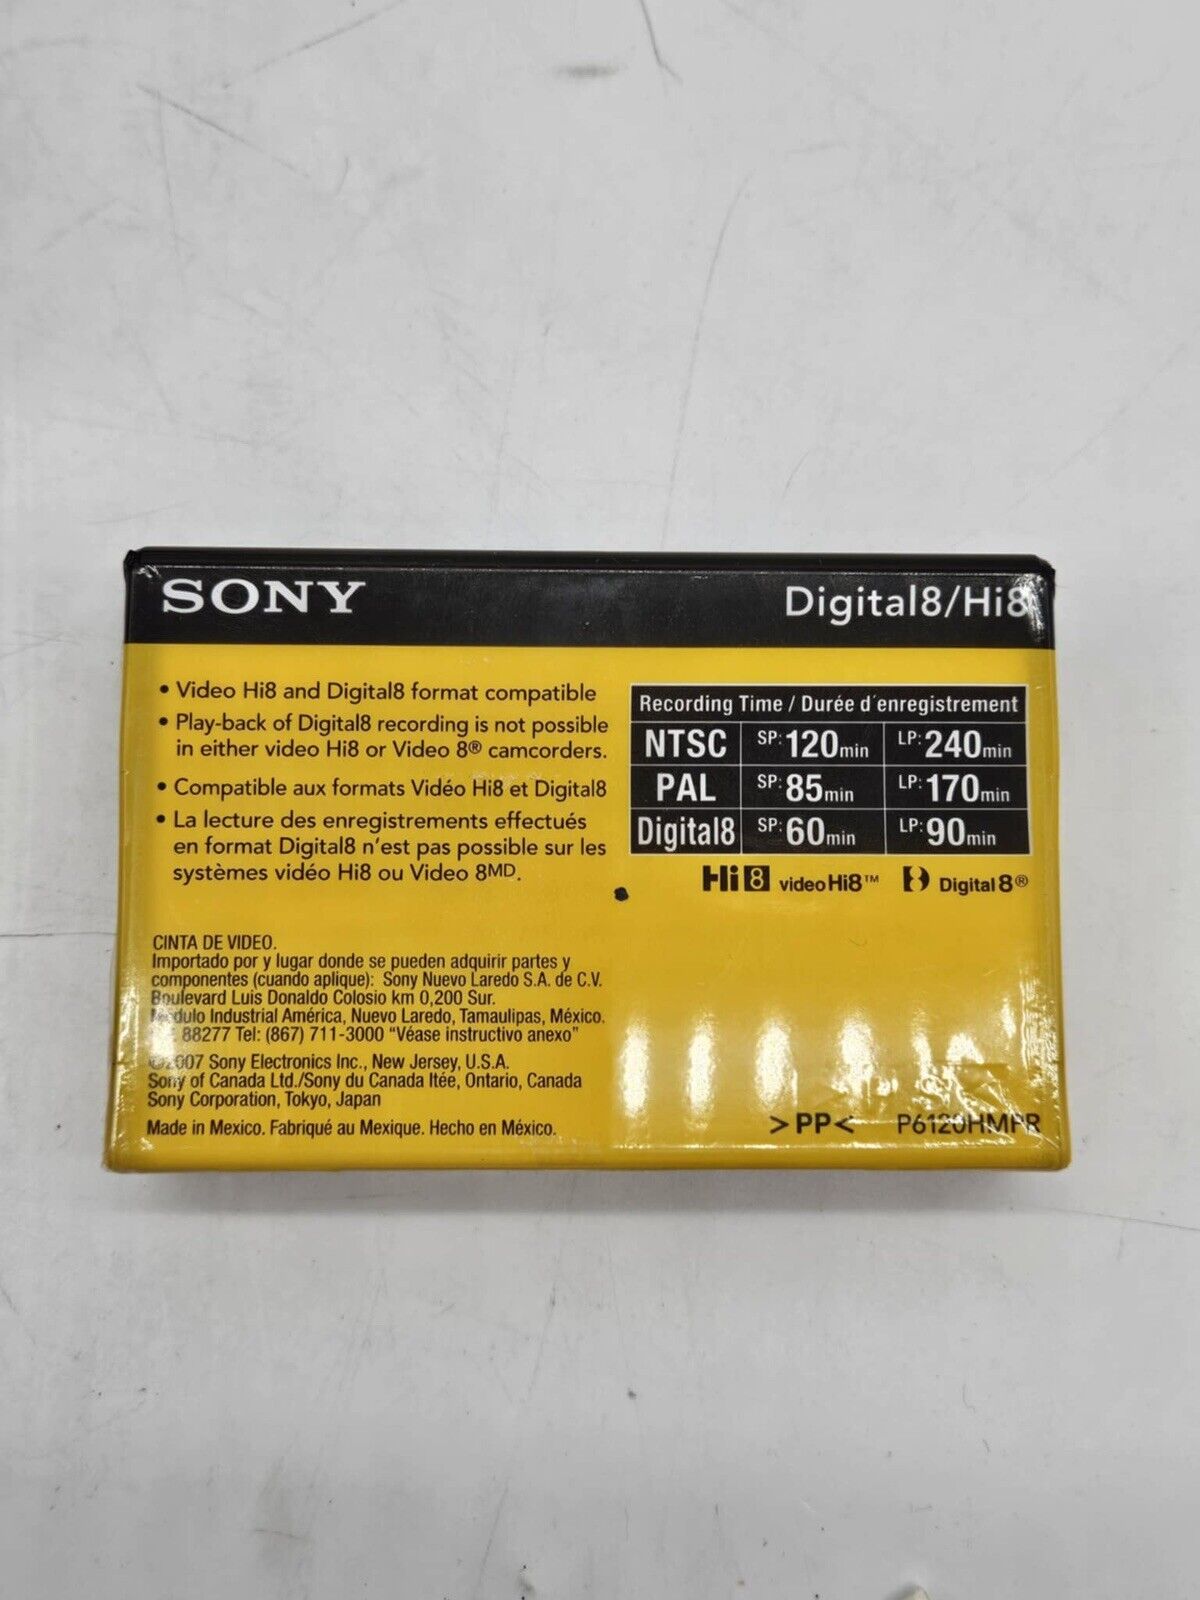 SONY
Digital8/Hi8
• Video Hi8 and Digital8 format compatible
• Play-back of Digital8 recording is not possible
in either video Hi8 or Video 8® camcorders.
• Compatible aux formats Vidéo Hi8 et Digital8
• La lecture des enregistrements effectués
en format Digital8 n'est pas possible sur les
systèmes vidéo Hi8 ou Video 8MD.
Recording Time / Durée d'enregistrement
NTSC SP: 120min LP: 240min
PAL SP: 85min LP: 170min
Digital8 SP: 60min LP: 90min
Hi8 video Hi8™ Digital 8®
CINTA DE VIDEO.
Importado por y lugar donde se pueden adquirir partes y
componentes (cuando aplique): Sony Nuevo Laredo S.A. de C.V.
Boulevard Luis Donaldo Colosio km 0,200 Sur.
Módulo Industrial América, Nuevo Laredo, Tamaulipas, México.
88277 Tel: (867) 711-3000 "Véase instructivo anexo"
©2007 Sony Electronics Inc., New Jersey, U.S.A.
Sony of Canada Ltd./Sony du Canada ltée, Ontario, Canada
Sony Corporation, Tokyo, Japan
Made in Mexico. Fabriqué au Mexique. Hecho en México.
>PP< P6120HMPR